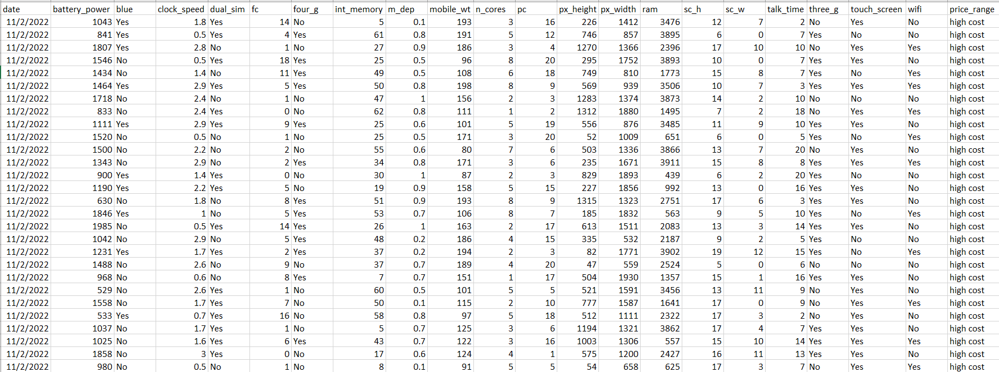 date battery_power blue clock_speed dual_sim fc four_g int_memory m_dep mobile_wt n_cores pc px_height px_width ram sc_h sc_w talk_time three_g touch_screen wifi price_range
11/2/2022 1043 Yes 1.8 Yes 14 No 5 0.1 193 3 16 226 1412 3476 12 7 2 No Yes No high cost
11/2/2022 841 Yes 0.5 Yes 4 Yes 61 0.8 191 5 12 746 857 3895 6 0 7 Yes No No high cost
11/2/2022 1807 Yes 2.8 No 1 No 27 0.9 186 3 4 1270 1366 2396 17 10 10 No Yes Yes high cost
11/2/2022 1546 No 0.5 Yes 18 Yes 25 0.5 96 8 20 295 1752 3893 10 0 7 Yes Yes No high cost
11/2/2022 1434 No 1.4 No 11 Yes 49 0.5 108 6 18 749 810 1773 15 8 7 Yes No Yes high cost
11/2/2022 1464 Yes 2.9 Yes 5 Yes 50 0.8 198 8 9 569 939 3506 10 7 3 Yes Yes Yes high cost
11/2/2022 1718 No 2.4 No 1 No 47 1 156 2 3 1283 1374 3873 14 2 10 No No No high cost
11/2/2022 833 No 2.4 Yes 0 No 62 0.8 111 1 2 1312 1880 1495 7 2 18 No Yes Yes high cost
11/2/2022 1111 Yes 2.9 Yes 9 Yes 25 0.6 101 5 19 556 876 3485 11 9 10 Yes Yes No high cost
11/2/2022 1520 No 0.5 No 1 No 25 0.5 171 3 20 52 1009 651 6 0 5 Yes No Yes high cost
11/2/2022 1500 No 2.2 No 2 No 55 0.6 80 7 6 503 1336 3866 13 7 20 No Yes No high cost
11/2/2022 1343 No 2.9 No 2 Yes 34 0.8 171 3 6 235 1671 3911 15 8 8 Yes Yes Yes high cost
11/2/2022 900 Yes 1.4 Yes 0 No 30 1 87 2 3 829 1893 439 6 2 20 Yes No No high cost
11/2/2022 1190 Yes 2.2 Yes 5 No 19 0.9 158 5 15 227 1856 992 13 0 16 Yes Yes No high cost
11/2/2022 630 No 1.8 No 8 Yes 51 0.9 193 8 9 1315 1323 2751 17 6 3 Yes Yes No high cost
11/2/2022 1846 Yes 1 No 5 Yes 53 0.7 106 8 7 185 1832 563 9 5 10 Yes No Yes high cost
11/2/2022 1985 No 0.5 Yes 14 Yes 26 1 163 2 17 613 1511 2083 13 3 14 Yes Yes No high cost
11/2/2022 1042 No 2.9 No 5 Yes 48 0.2 186 4 15 335 532 2187 9 2 5 Yes No No high cost
11/2/2022 1231 Yes 1.7 Yes 2 Yes 37 0.2 194 2 3 82 1771 3902 19 12 15 Yes No Yes high cost
11/2/2022 1488 No 2.6 No 9 No 37 0.7 189 4 20 47 559 2524 5 0 6 No No No high cost
11/2/2022 968 No 0.6 No 8 Yes 7 0.7 151 1 17 504 1930 1357 15 1 16 Yes Yes No high cost
11/2/2022 529 No 2.6 Yes 1 No 60 0.5 101 5 5 521 1591 3456 13 11 9 No Yes No high cost
11/2/2022 1558 No 1.7 Yes 7 No 50 0.1 115 2 10 777 1587 1641 17 0 9 No Yes Yes high cost
11/2/2022 533 Yes 0.7 Yes 16 No 58 0.8 97 5 18 512 1111 2322 17 3 2 No Yes No high cost
11/2/2022 1037 No 1.7 Yes 1 No 5 0.7 125 3 6 1194 1321 3862 17 4 7 Yes Yes No high cost
11/2/2022 1025 No 1.6 Yes 6 Yes 43 0.7 122 3 16 1003 1306 557 15 10 14 Yes Yes Yes high cost
11/2/2022 1858 No 3 Yes 0 No 17 0.6 124 4 1 575 1200 2427 16 11 13 Yes Yes No high cost
11/2/2022 980 No 0.5 No 1 No 8 0.1 91 5 5 54 658 625 17 3 7 No Yes Yes high cost